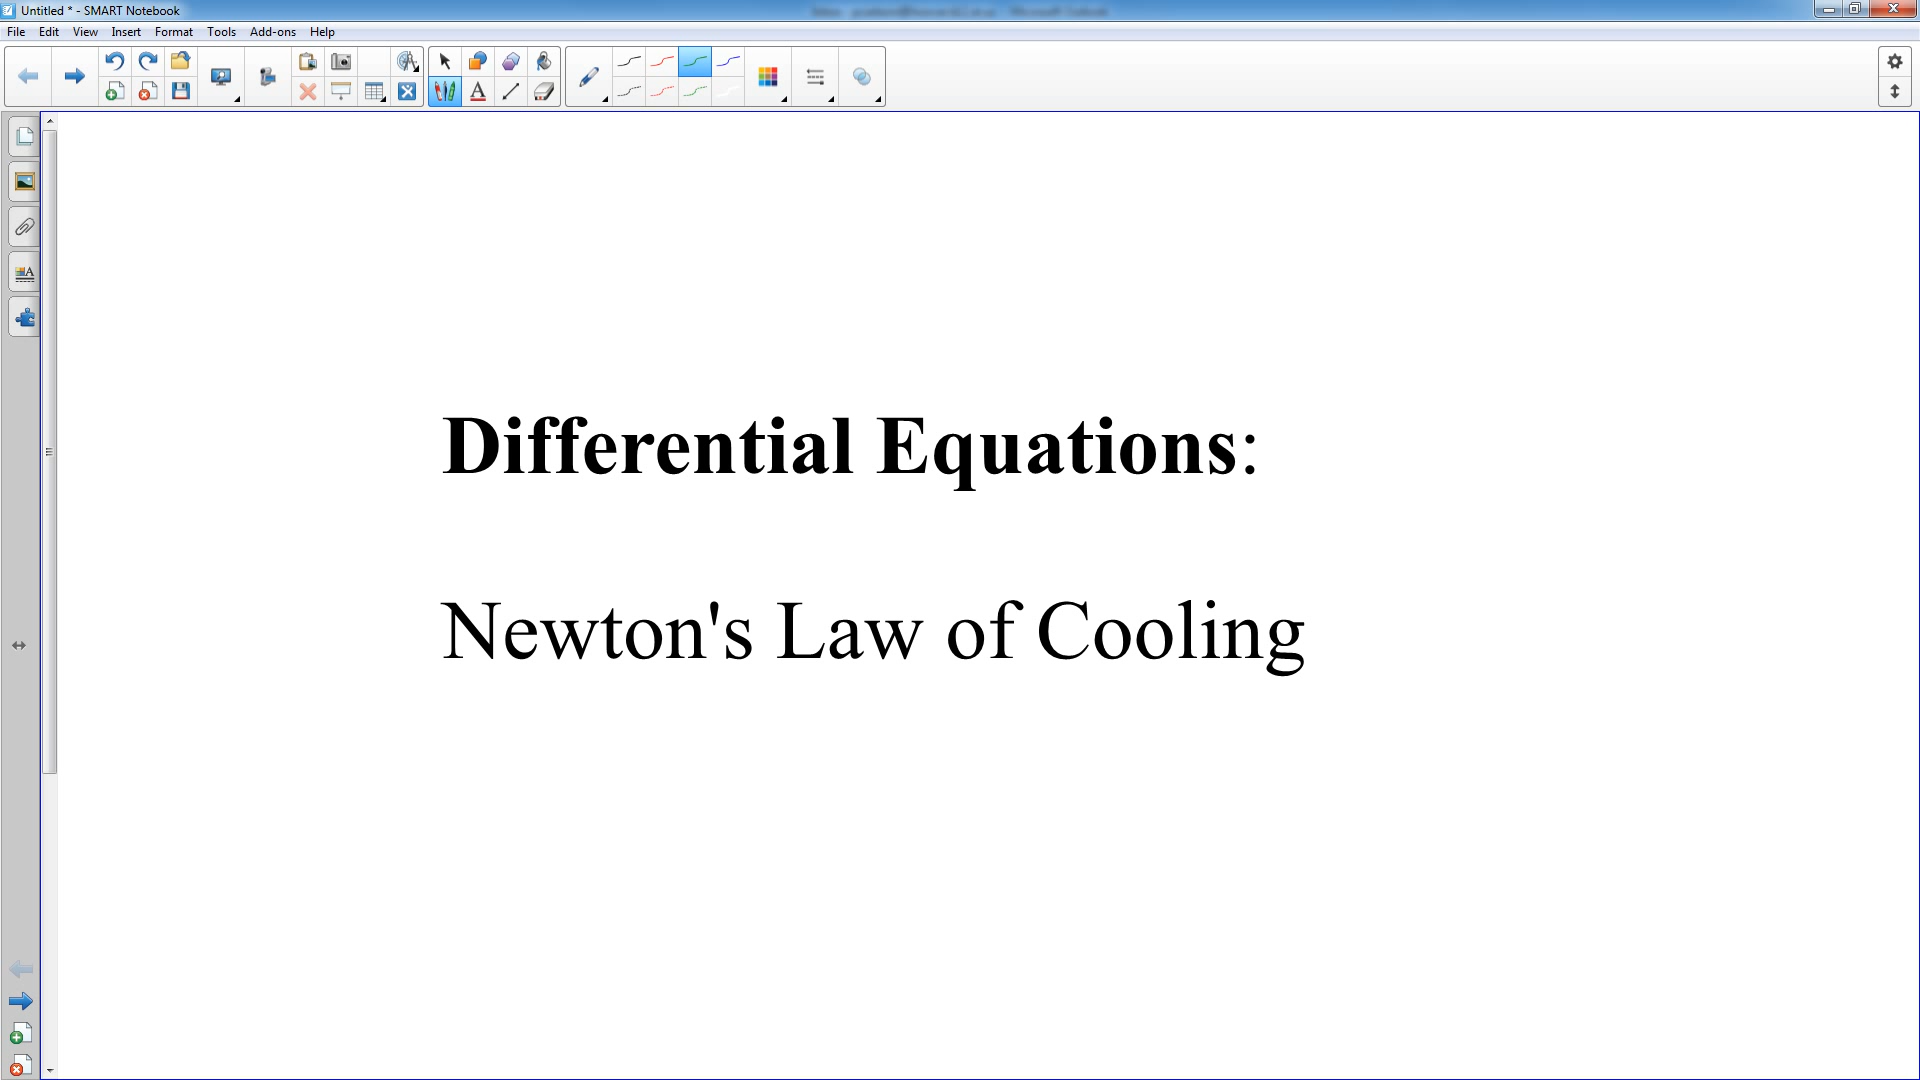 Untitled * - SMART Notebook
File Edit View Insert Format Tools Add-ons Help
Differential Equations:
Newton's Law of Cooling